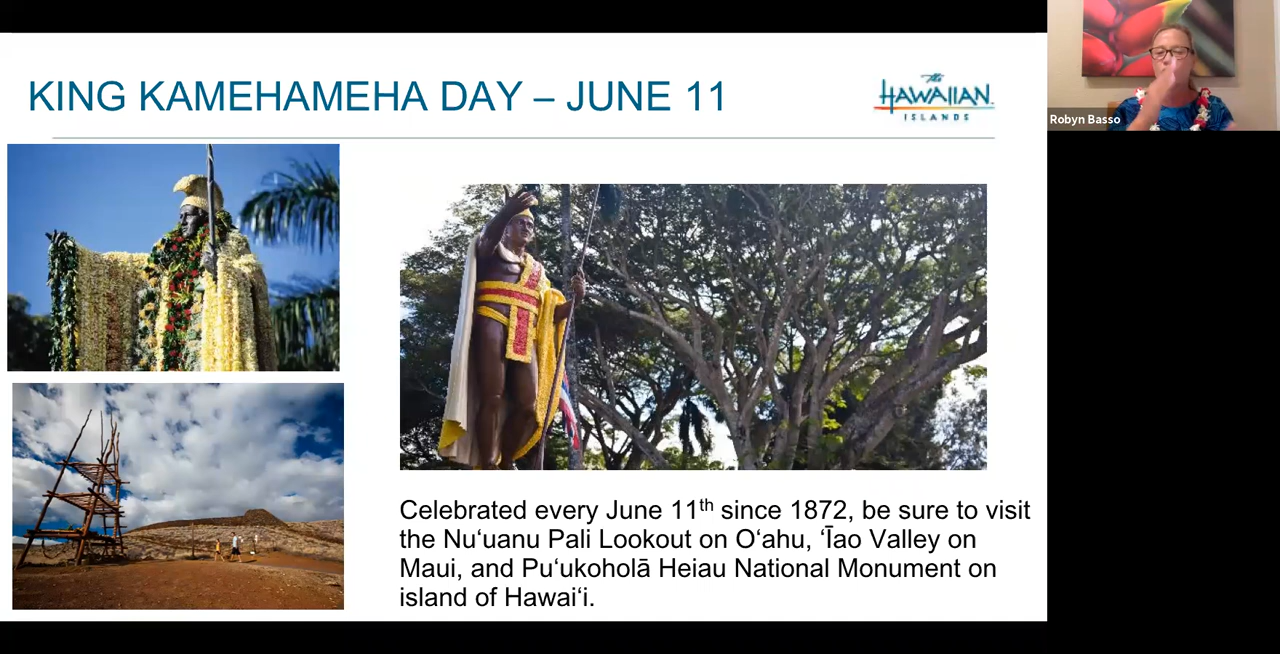 KING KAMEHAMEHA DAY – JUNE 11
The
HAWAIIAN
ISLANDS
Robyn Basso
Celebrated every June 11th since 1872, be sure to visit
the Nuʻuanu Pali Lookout on Oʻahu, ʻĪao Valley on
Maui, and Puʻukoholā Heiau National Monument on
island of Hawaiʻi.